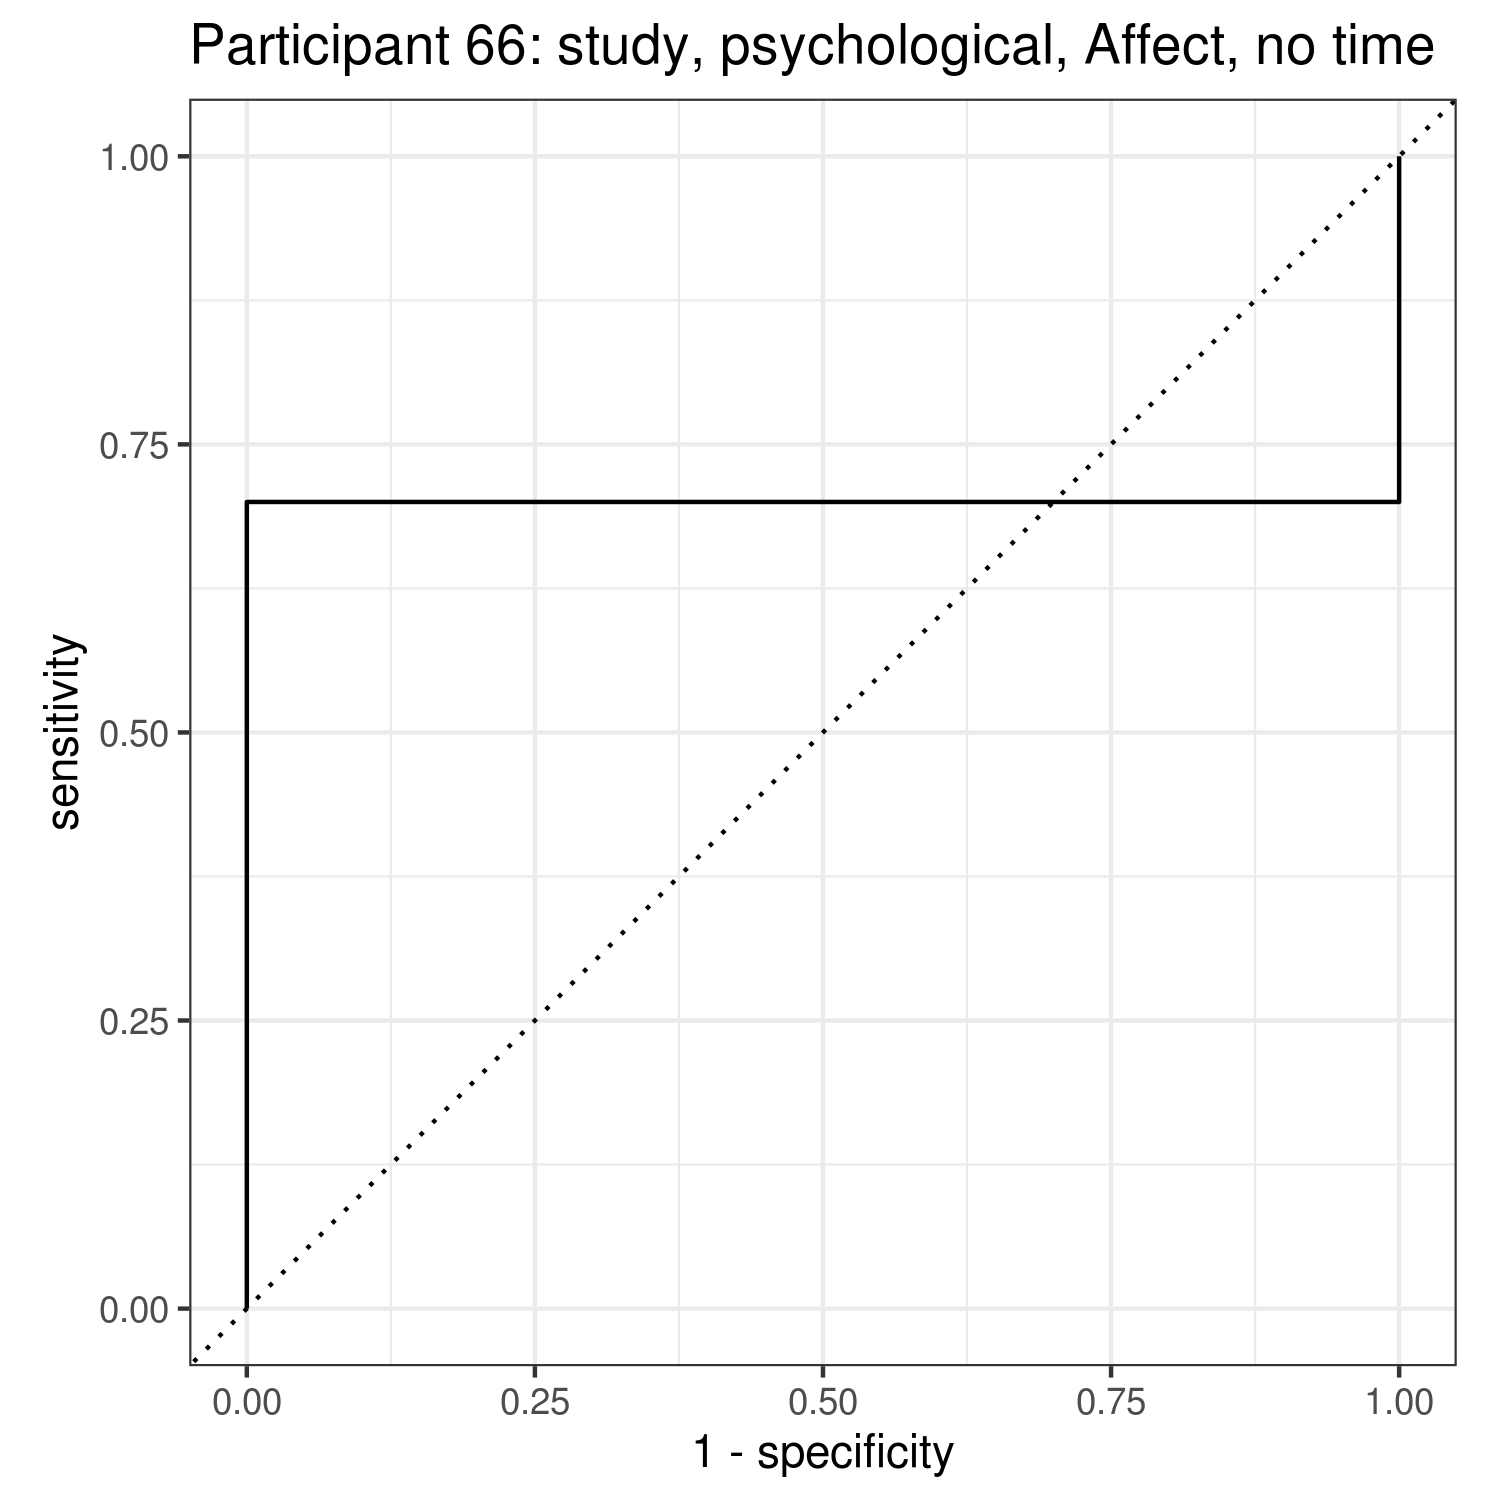 Participant 66: study, psychological, Affect, no time
1.00
0.75
0.50
0.25
0.00
sensitivity
0.00 0.25 0.50 0.75 1.00
1 - specificity